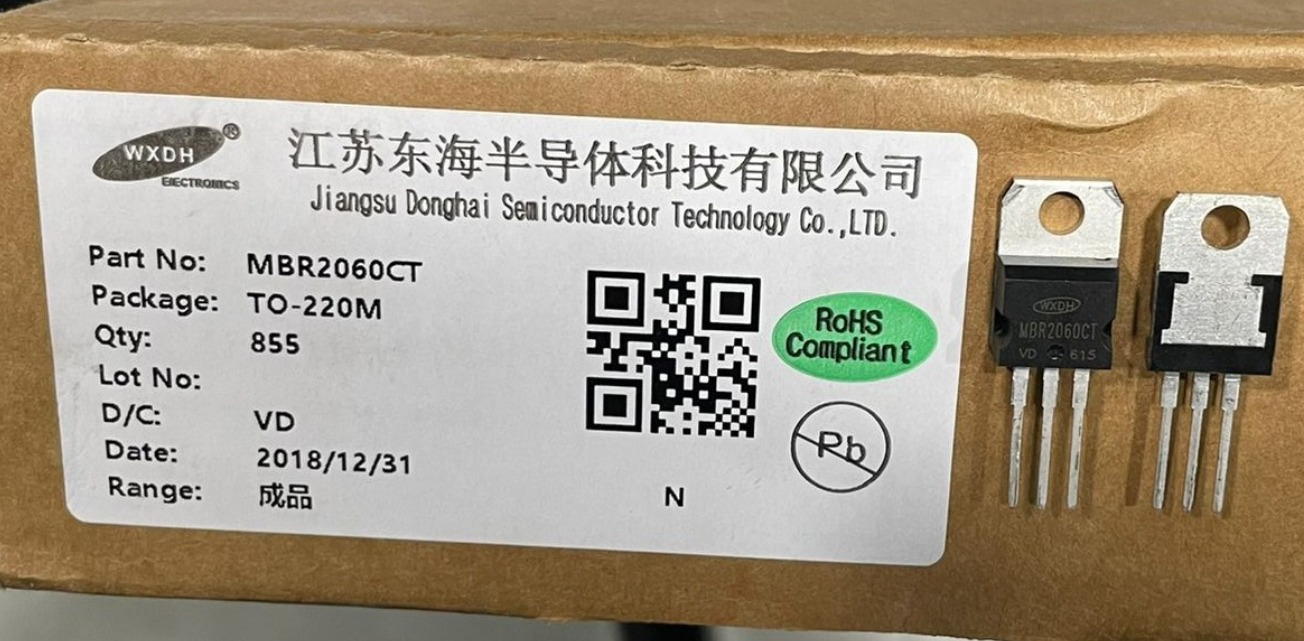 WXDH®
ELECTRONICS
江苏东海半导体科技有限公司
Jiangsu Donghai Semiconductor Technology Co.,LTD.
Part No: MBR2060CT
Package: TO-220M
Qty: 855
Lot No:
D/C: VD
Date: 2018/12/31
Range: 成品
RoHS
Compliant
Pb
N
WXDH
MBR2060CT
VD 615